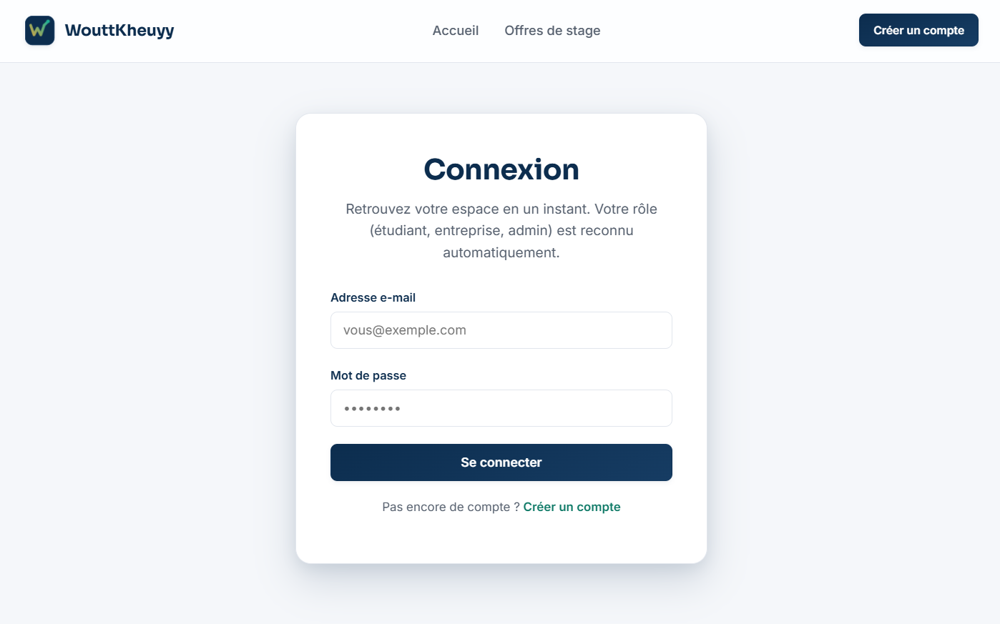 WouttKheuyy
Accueil
Offres de stage
Créer un compte
Connexion
Retrouvez votre espace en un instant. Votre rôle
(étudiant, entreprise, admin) est reconnu
automatiquement.
Adresse e-mail
vous@exemple.com
Mot de passe
••••••••
Se connecter
Pas encore de compte ? Créer un compte